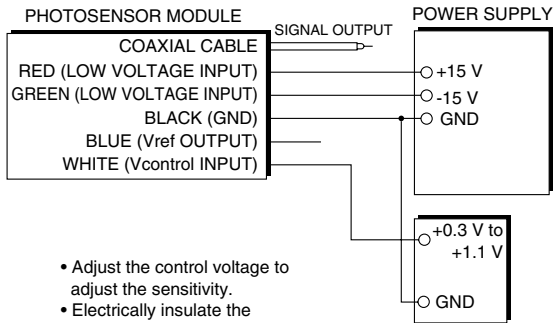 PHOTOSENSOR MODULE
POWER SUPPLY
SIGNAL OUTPUT
COAXIAL CABLE
RED (LOW VOLTAGE INPUT)
GREEN (LOW VOLTAGE INPUT)
BLACK (GND)
BLUE (Vref OUTPUT)
WHITE (Vcontrol INPUT)
+15 V
-15 V
GND
+0.3 V to
+1.1 V
GND
• Adjust the control voltage to
adjust the sensitivity.
• Electrically insulate the